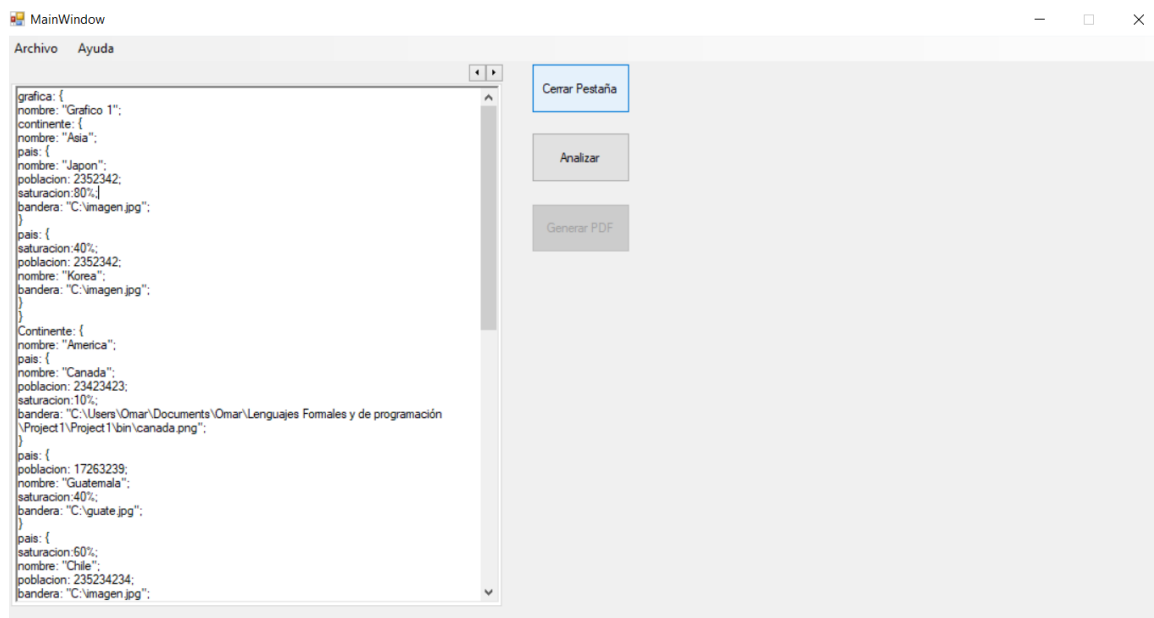 MainWindow
Archivo Ayuda
grafica: {
nombre: "Grafico 1";
continente: {
nombre: "Asia";
pais: {
nombre: "Japon";
poblacion: 2352342;
saturacion:80%;
bandera: "C:\imagen.jpg";
}
pais: {
saturacion:40%;
poblacion: 2352342;
nombre: "Korea";
bandera: "C:\imagen.jpg";
}
}
Continente: {
nombre: "America";
pais: {
nombre: "Canada";
poblacion: 23423423;
saturacion:10%;
bandera: "C:\Users\Omar\Documents\Omar\Lenguajes Formales y de programación
\Project1\Project1\bin\canada.png";
}
pais: {
poblacion: 17263239;
nombre: "Guatemala";
saturacion:40%;
bandera: "C:\guate.jpg";
}
pais: {
saturacion:60%;
nombre: "Chile";
poblacion: 235234234;
bandera: "C:\imagen.jpg";
Cerrar Pestaña
Analizar
Generar PDF